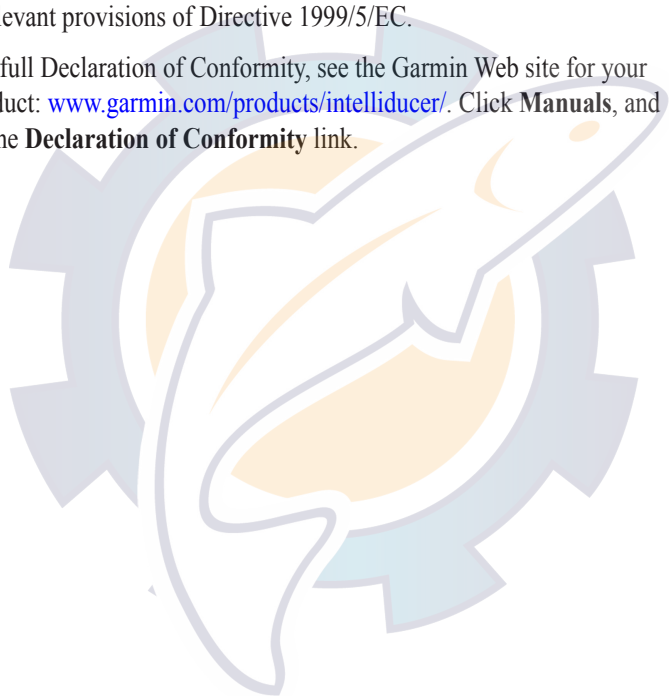 levant provisions of Directive 1999/5/EC.
full Declaration of Conformity, see the Garmin Web site for your
duct: www.garmin.com/products/intelliducer/. Click Manuals, and
he Declaration of Conformity link.